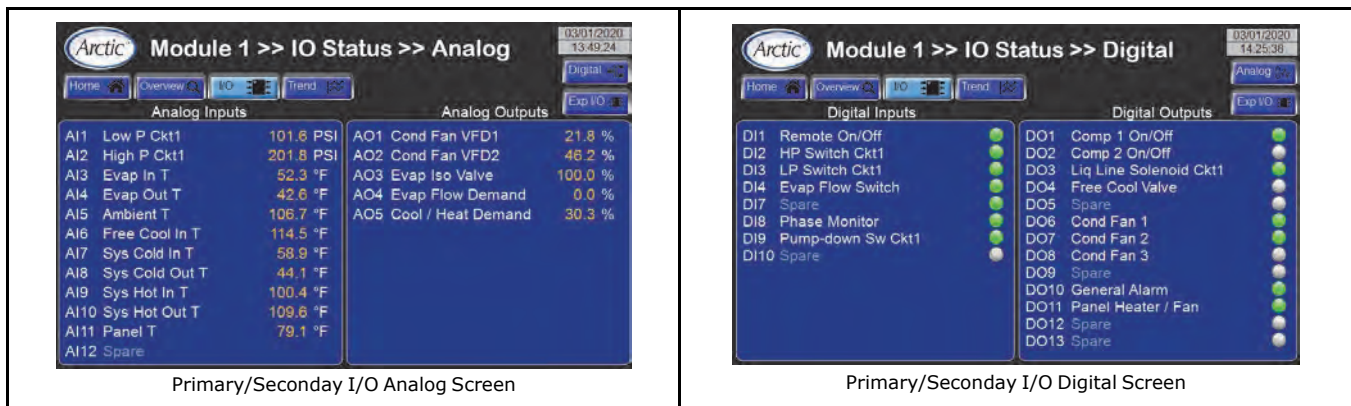 Arctic
Module 1 >> IO Status >> Analog
03/01/2020
13:49:24
Home
Overview
I/O
Trend
Digital
Exp I/O
Analog Inputs
Analog Outputs
AI1 Low P Ckt1 101.6 PSI
AI2 High P Ckt1 201.8 PSI
AI3 Evap In T 52.3 °F
AI4 Evap Out T 42.6 °F
AI5 Ambient T 106.7 °F
AI6 Free Cool In T 114.5 °F
AI7 Sys Cold In T 58.9 °F
AI8 Sys Cold Out T 44.1 °F
AI9 Sys Hot In T 100.4 °F
AI10 Sys Hot Out T 109.6 °F
AI11 Panel T 79.1 °F
AI12 Spare
AO1 Cond Fan VFD1 21.8 %
AO2 Cond Fan VFD2 46.2 %
AO3 Evap Iso Valve 100.0 %
AO4 Evap Flow Demand 0.0 %
AO5 Cool / Heat Demand 30.3 %
Primary/Seconday I/O Analog Screen
Arctic
Module 1 >> IO Status >> Digital
03/01/2020
14:25:38
Home
Overview
I/O
Trend
Analog
Exp I/O
Digital Inputs
Digital Outputs
DI1 Remote On/Off
DI2 HP Switch Ckt1
DI3 LP Switch Ckt1
DI4 Evap Flow Switch
DI7 Spare
DI8 Phase Monitor
DI9 Pump-down Sw Ckt1
DI10 Spare
DO1 Comp 1 On/Off
DO2 Comp 2 On/Off
DO3 Liq Line Solenoid Ckt1
DO4 Free Cool Valve
DO5 Spare
DO6 Cond Fan 1
DO7 Cond Fan 2
DO8 Cond Fan 3
DO9 Spare
DO10 General Alarm
DO11 Panel Heater / Fan
DO12 Spare
DO13 Spare
Primary/Seconday I/O Digital Screen